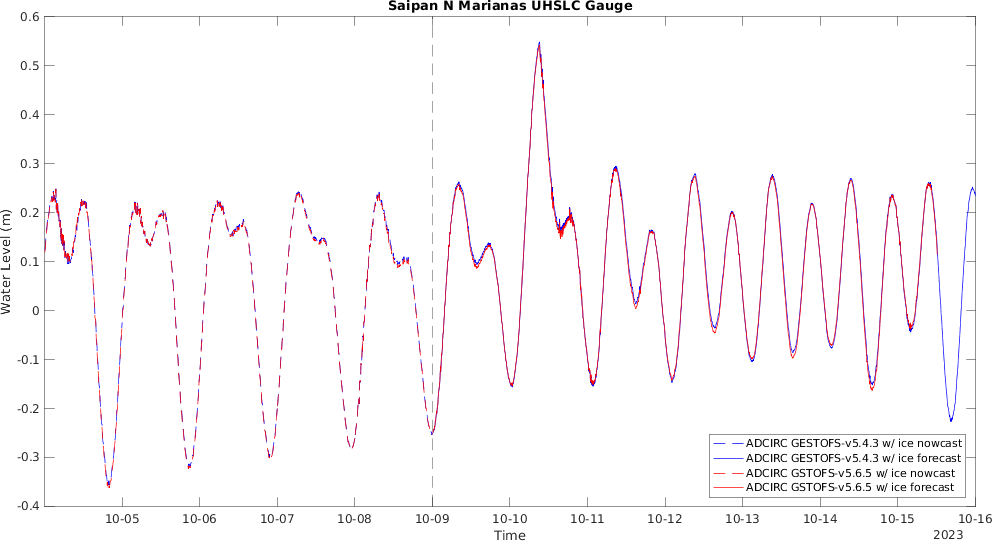 Saipan N Marianas UHSLC Gauge
0.6
0.5
0.4
0.3
0.2
0.1
0
-0.1
-0.2
-0.3
-0.4
Water Level (m)
ADCIRC GESTOFS-v5.4.3 w/ ice nowcast
ADCIRC GESTOFS-v5.4.3 w/ ice forecast
ADCIRC GSTOFS-v5.6.5 w/ ice nowcast
ADCIRC GSTOFS-v5.6.5 w/ ice forecast
10-05 10-06 10-07 10-08 10-09 10-10 10-11 10-12 10-13 10-14 10-15 10-16
Time
2023